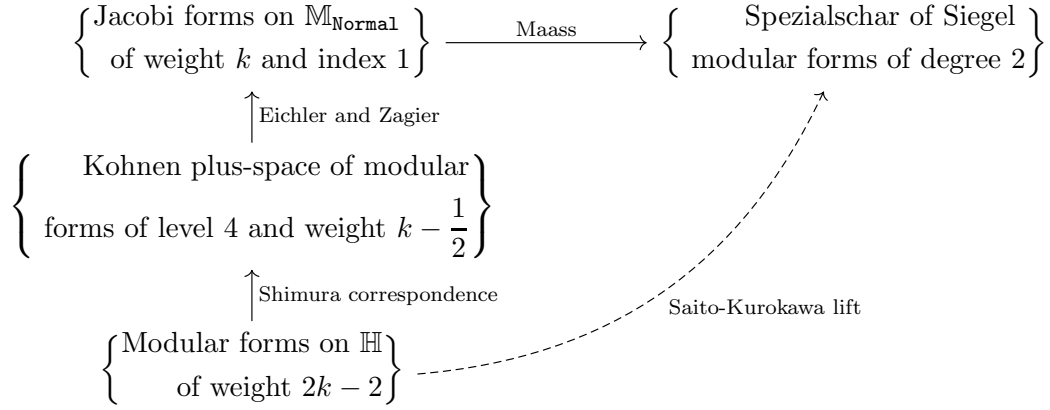 {Jacobi forms on 𝕄_Normal of weight k and index 1}
Maass
{Spezialschar of Siegel modular forms of degree 2}
Eichler and Zagier
{Kohnen plus-space of modular forms of level 4 and weight k − 1/2}
Shimura correspondence
Saito-Kurokawa lift
{Modular forms on ℍ of weight 2k − 2}